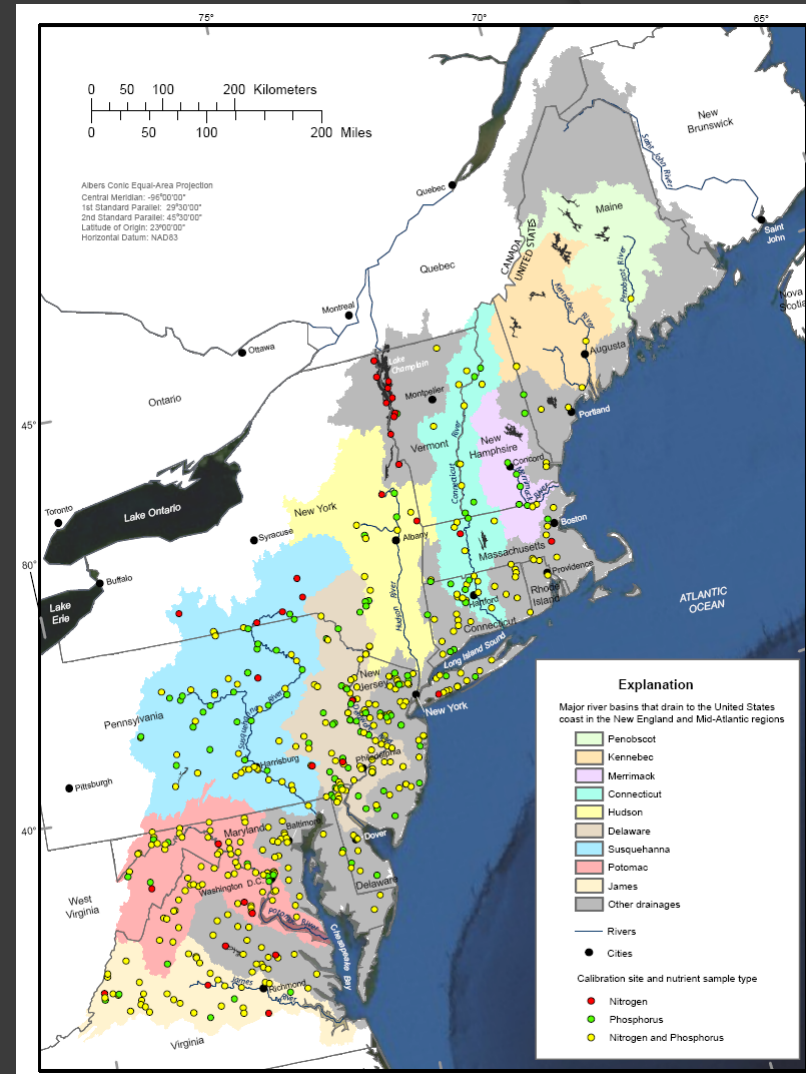 75°
70°
65°
0 50 100 200 Kilometers
0 50 100 200 Miles
Albers Conic Equal-Area Projection
Central Meridian: -96°00'00"
1st Standard Parallel: 29°30'00"
2nd Standard Parallel: 45°30'00"
Latitude of Origin: 23°00'00"
Horizontal Datum: NAD83
New
Brunswick
Saint John River
Quebec
Maine
Saint
John
CANADA
UNITED STATES
Quebec
Penobscot River
Nova
Scotia
Kennebec
River
Montreal
Ottawa
Augusta
Lake
Champlain
Ontario
Montpelier
Portland
45°
Vermont
New
Hamphsire
Connecticut
River
Concord
Merrimack
River
New York
Lake Ontario
Toronto
Syracuse
Albany
Boston
Massachusetts
80°
Buffalo
Providence
Lake
Erie
Rhode
Island
Hartford
ATLANTIC
OCEAN
Hudson River
Connecticut
Long Island Sound
New
Jersey
New York
Pennsylvania
Susquehanna
River
Philadelphia
Harrisburg
Pittsburgh
40°
Maryland
Baltimore
Dover
Washington D.C.
Delaware
West
Virginia
Potomac River
Chesapeake Bay
James
River
Richmond
Virginia
Explanation
Major river basins that drain to the United States
coast in the New England and Mid-Atlantic regions
Penobscot
Kennebec
Merrimack
Connecticut
Hudson
Delaware
Susquehanna
Potomac
James
Other drainages
Rivers
Cities
Calibration site and nutrient sample type
Nitrogen
Phosphorus
Nitrogen and Phosphorus